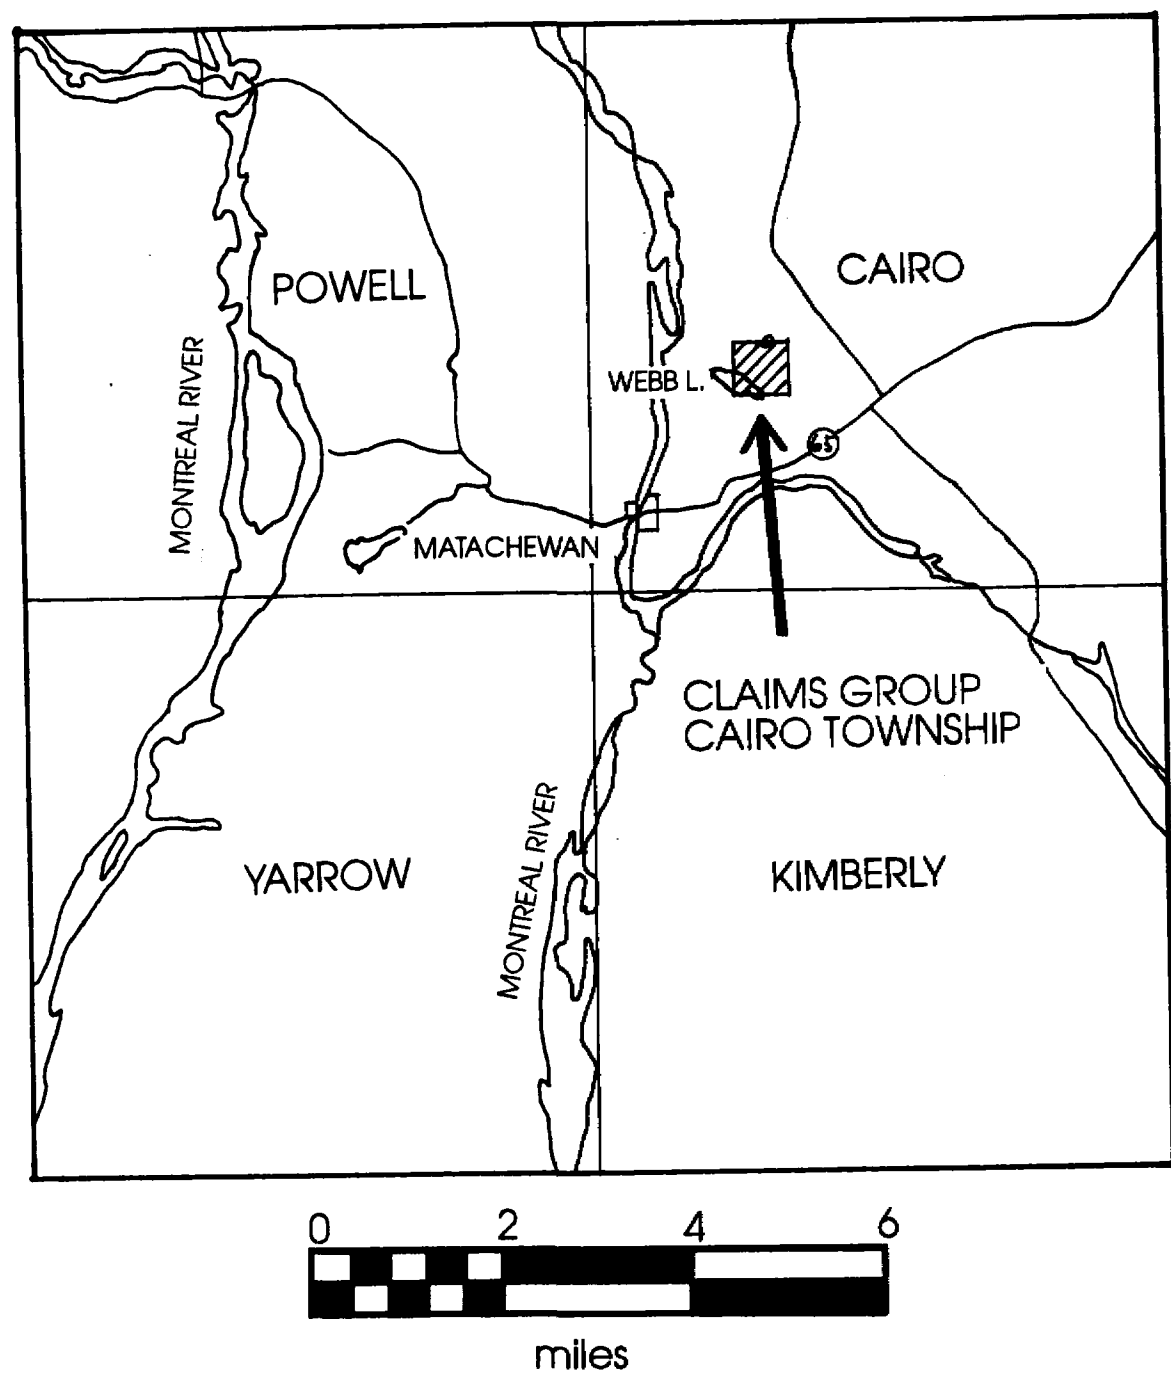 CAIRO
POWELL
MONTREAL RIVER
WEBB L.
65
MATACHEWAN
CLAIMS GROUP
CAIRO TOWNSHIP
MONTREAL RIVER
YARROW
KIMBERLY
0 2 4 6
miles